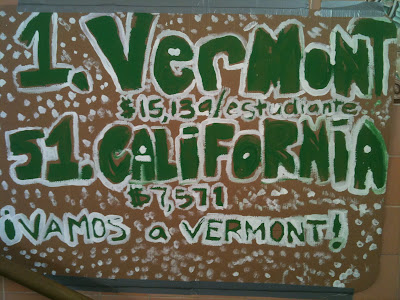 1. VERMONT
$15,139/estudiante
51. CALIFORNIA
$7,571
¡VAMOS a VERMONT!